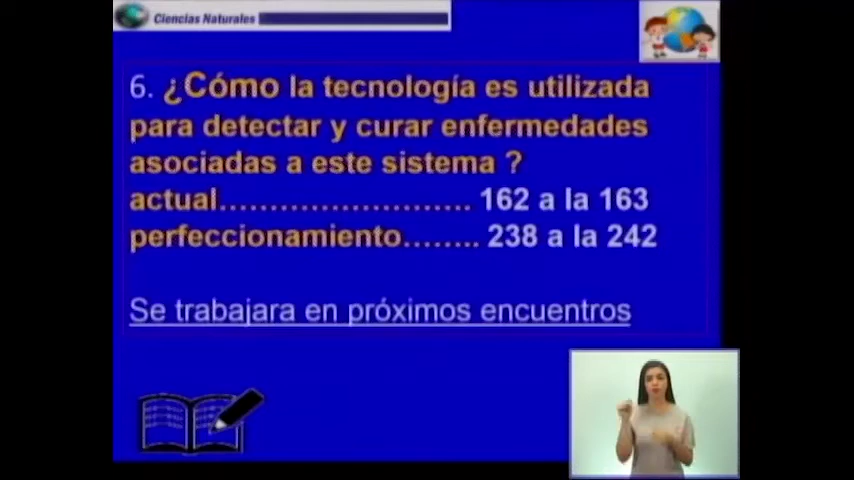 Ciencias Naturales
6. ¿Cómo la tecnología es utilizada
para detectar y curar enfermedades
asociadas a este sistema ?
actual......................... 162 a la 163
perfeccionamiento........ 238 a la 242
Se trabajara en próximos encuentros